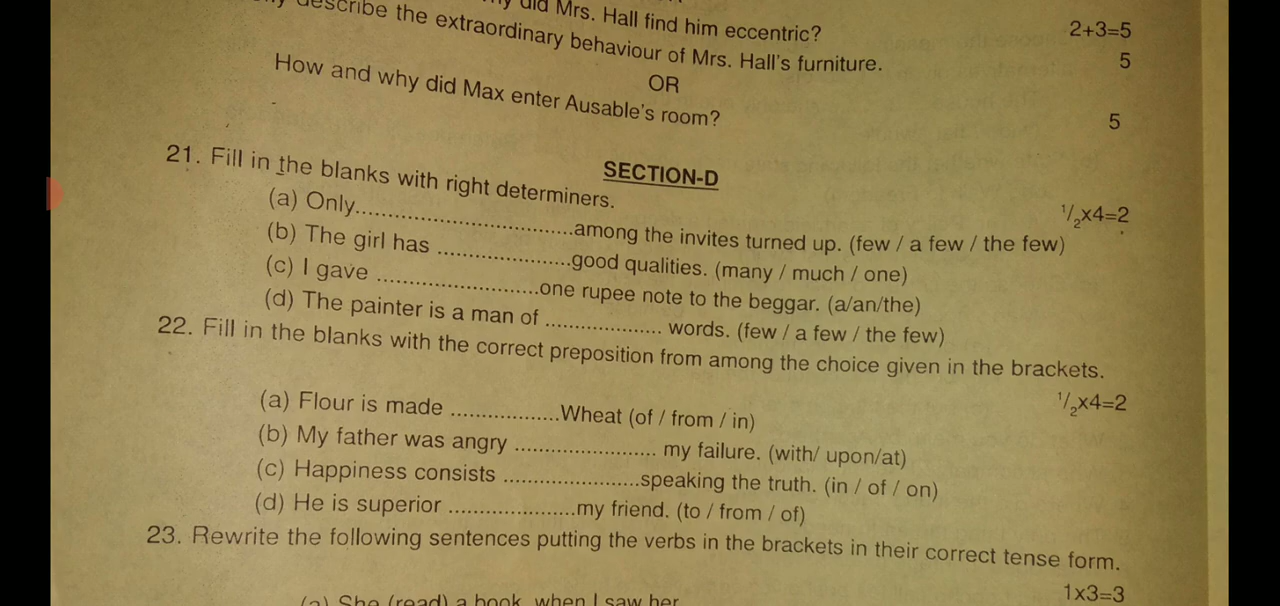 did Mrs. Hall find him eccentric? 2+3=5
describe the extraordinary behaviour of Mrs. Hall's furniture. 5
OR
How and why did Max enter Ausable's room? 5
SECTION-D
21. Fill in the blanks with right determiners. 1/2x4=2
(a) Only..................................among the invites turned up. (few / a few / the few)
(b) The girl has .....................good qualities. (many / much / one)
(c) I gave .........................one rupee note to the beggar. (a/an/the)
(d) The painter is a man of .................. words. (few / a few / the few)
22. Fill in the blanks with the correct preposition from among the choice given in the brackets.
1/2x4=2
(a) Flour is made .................Wheat (of / from / in)
(b) My father was angry ...................... my failure. (with/ upon/at)
(c) Happiness consists .....................speaking the truth. (in / of / on)
(d) He is superior ....................my friend. (to / from / of)
23. Rewrite the following sentences putting the verbs in the brackets in their correct tense form.
1x3=3
(a) She (read) a book, when I saw her